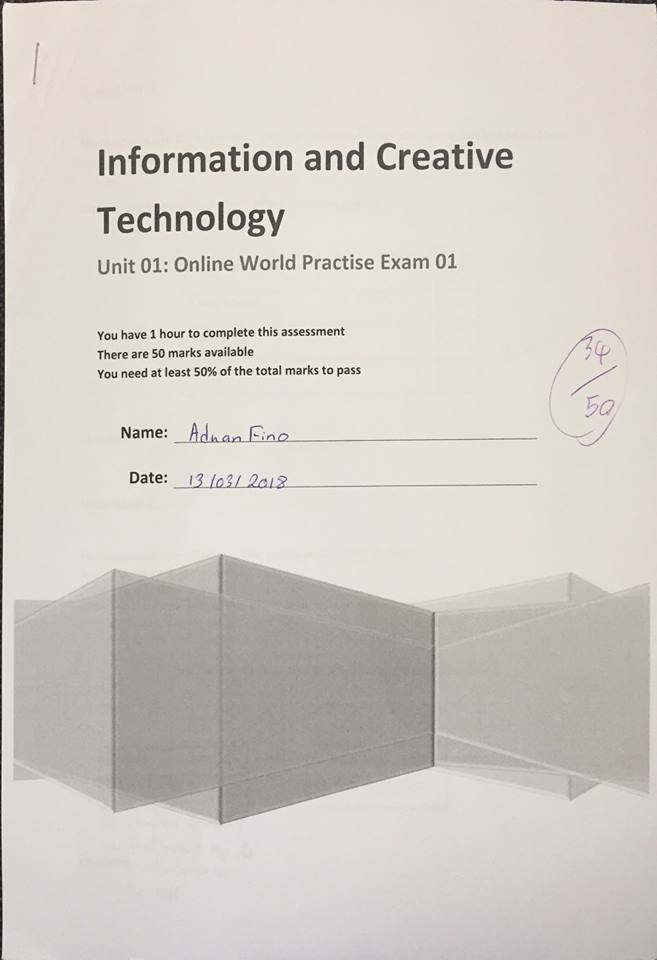 Information and Creative
Technology
Unit 01: Online World Practise Exam 01
You have 1 hour to complete this assessment
There are 50 marks available
You need at least 50% of the total marks to pass
34
50
Name: Adnan Fino
Date: 13/03/2018